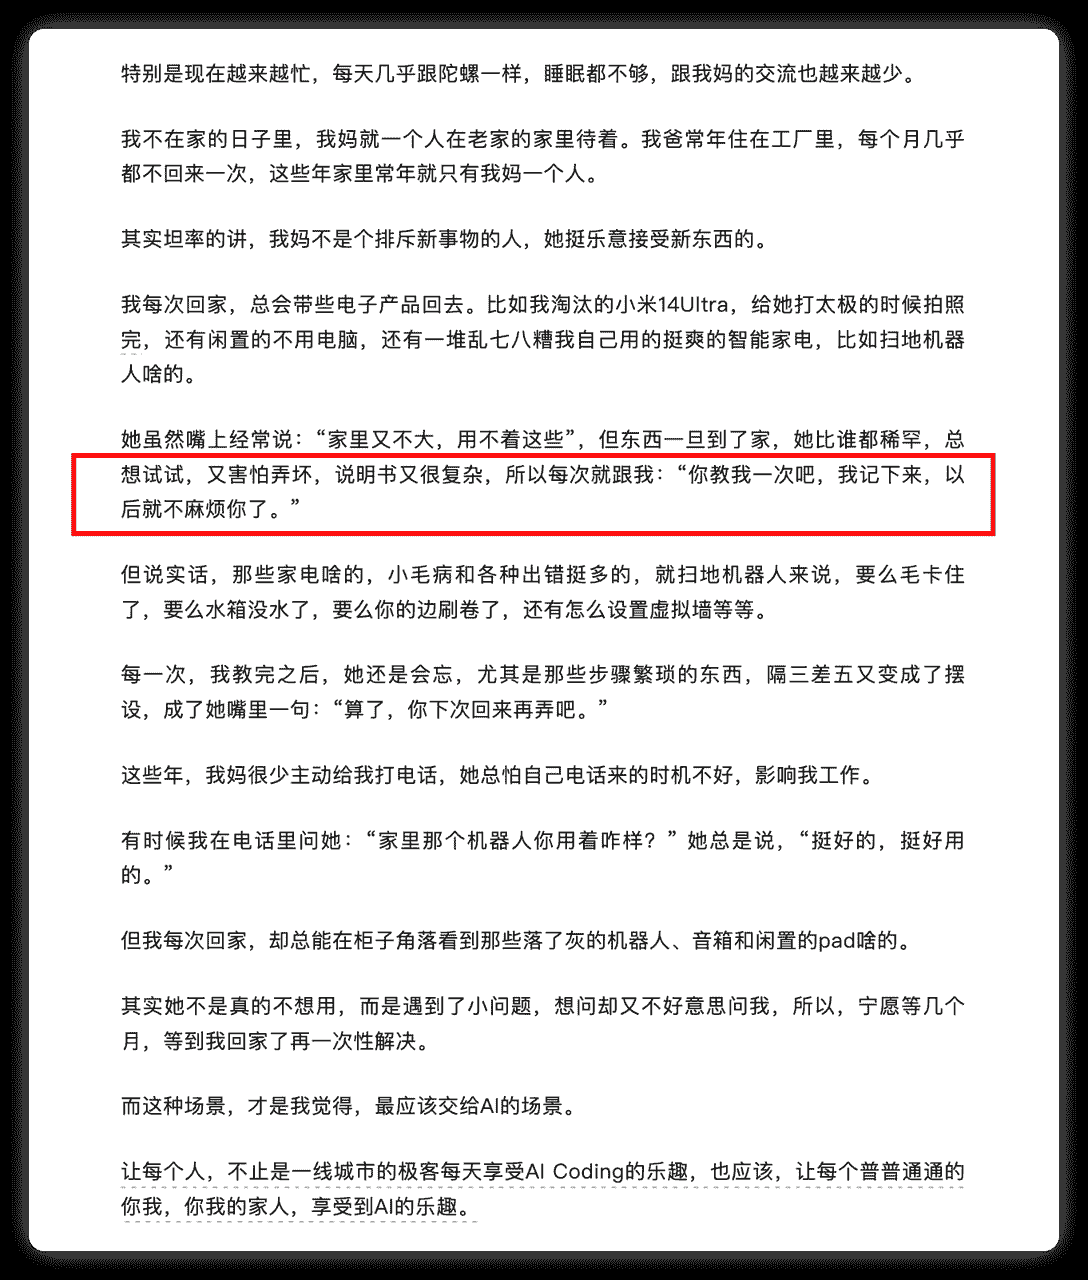 特别是现在越来越忙，每天几乎跟陀螺一样，睡眠都不够，跟我妈的交流也越来越少。
我不在家的日子里，我妈就一个人在老家的家里待着。我爸常年住在工厂里，每个月几乎
都不回来一次，这些年家里常年就只有我妈一个人。
其实坦率的讲，我妈不是个排斥新事物的人，她挺乐意接受新东西的。
我每次回家，总会带些电子产品回去。比如我淘汰的小米14Ultra，给她打太极的时候拍照
完，还有闲置的不用电脑，还有一堆乱七八糟我自己用的挺爽的智能家电，比如扫地机器
人啥的。
她虽然嘴上经常说：“家里又不大，用不着这些”，但东西一旦到了家，她比谁都稀罕，总
想试试，又害怕弄坏，说明书又很复杂，所以每次就跟我：“你教我一次吧，我记下来，以
后就不麻烦你了。”
但说实话，那些家电啥的，小毛病和各种出错挺多的，就扫地机器人来说，要么毛卡住
了，要么水箱没水了，要么你的边刷卷了，还有怎么设置虚拟墙等等。
每一次，我教完之后，她还是会忘，尤其是那些步骤繁琐的东西，隔三差五又变成了摆
设，成了她嘴里一句：“算了，你下次回来再弄吧。”
这些年，我妈很少主动给我打电话，她总怕自己电话来的时机不好，影响我工作。
有时候我在电话里问她：“家里那个机器人你用着咋样？”她总是说，“挺好的，挺好用
的。”
但我每次回家，却总能在柜子角落看到那些落了灰的机器人、音箱和闲置的pad啥的。
其实她不是真的不想用，而是遇到了小问题，想问却又不好意思问我，所以，宁愿等几个
月，等到我回家了再一次性解决。
而这种场景，才是我觉得，最应该交给AI的场景。
让每个人，不止是一线城市的极客每天享受AI Coding的乐趣，也应该，让每个普普通通的
你我，你我的家人，享受到AI的乐趣。